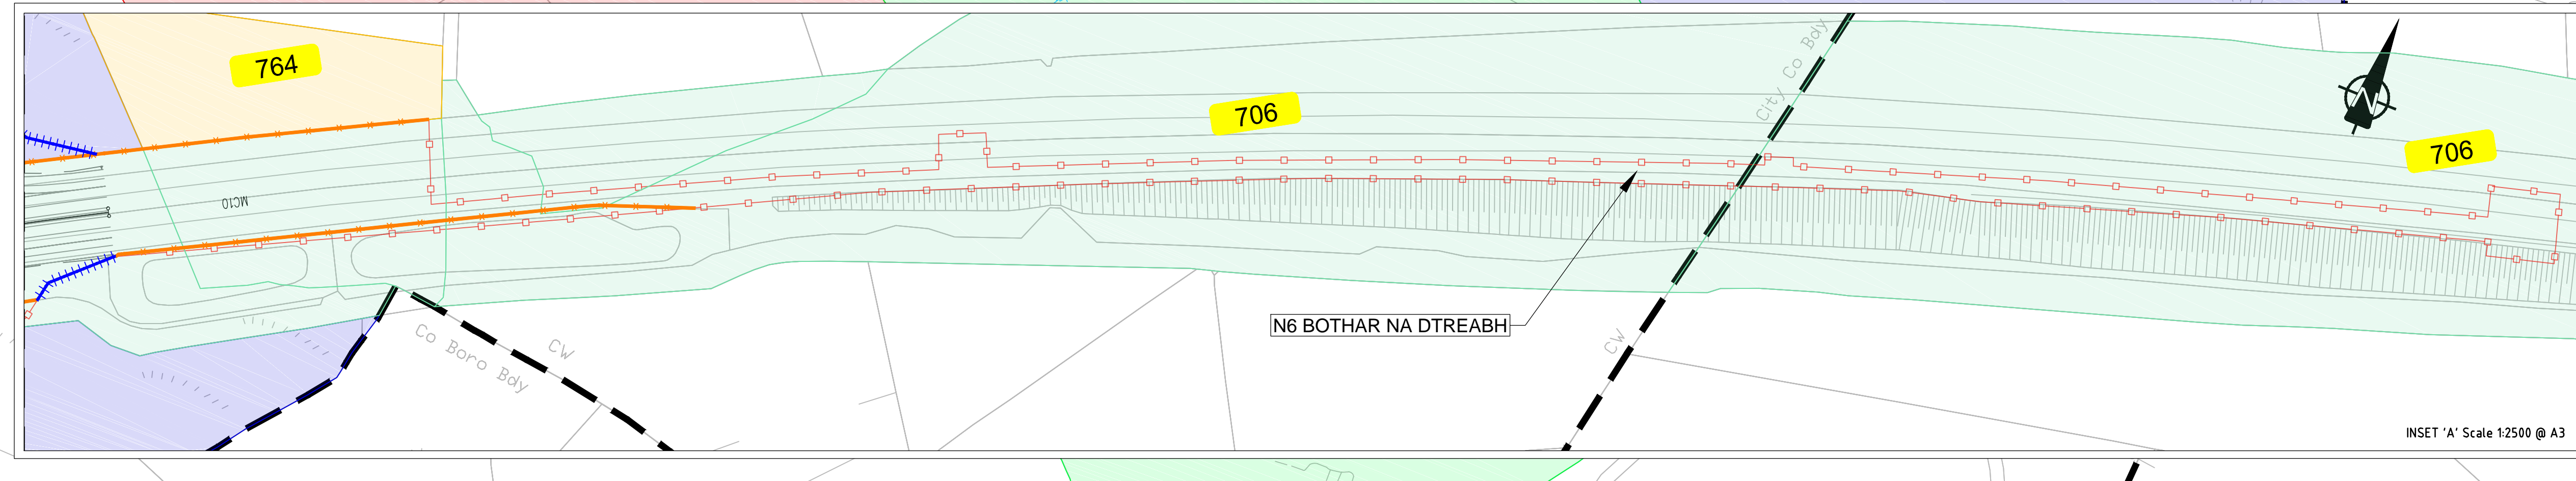 764
706
City Co Bdy
N
706
MC10
N6 BOTHAR NA DTREABH
CW
Co Boro Bdy
CW
INSET ‘A’ Scale 1:2500 @ A3